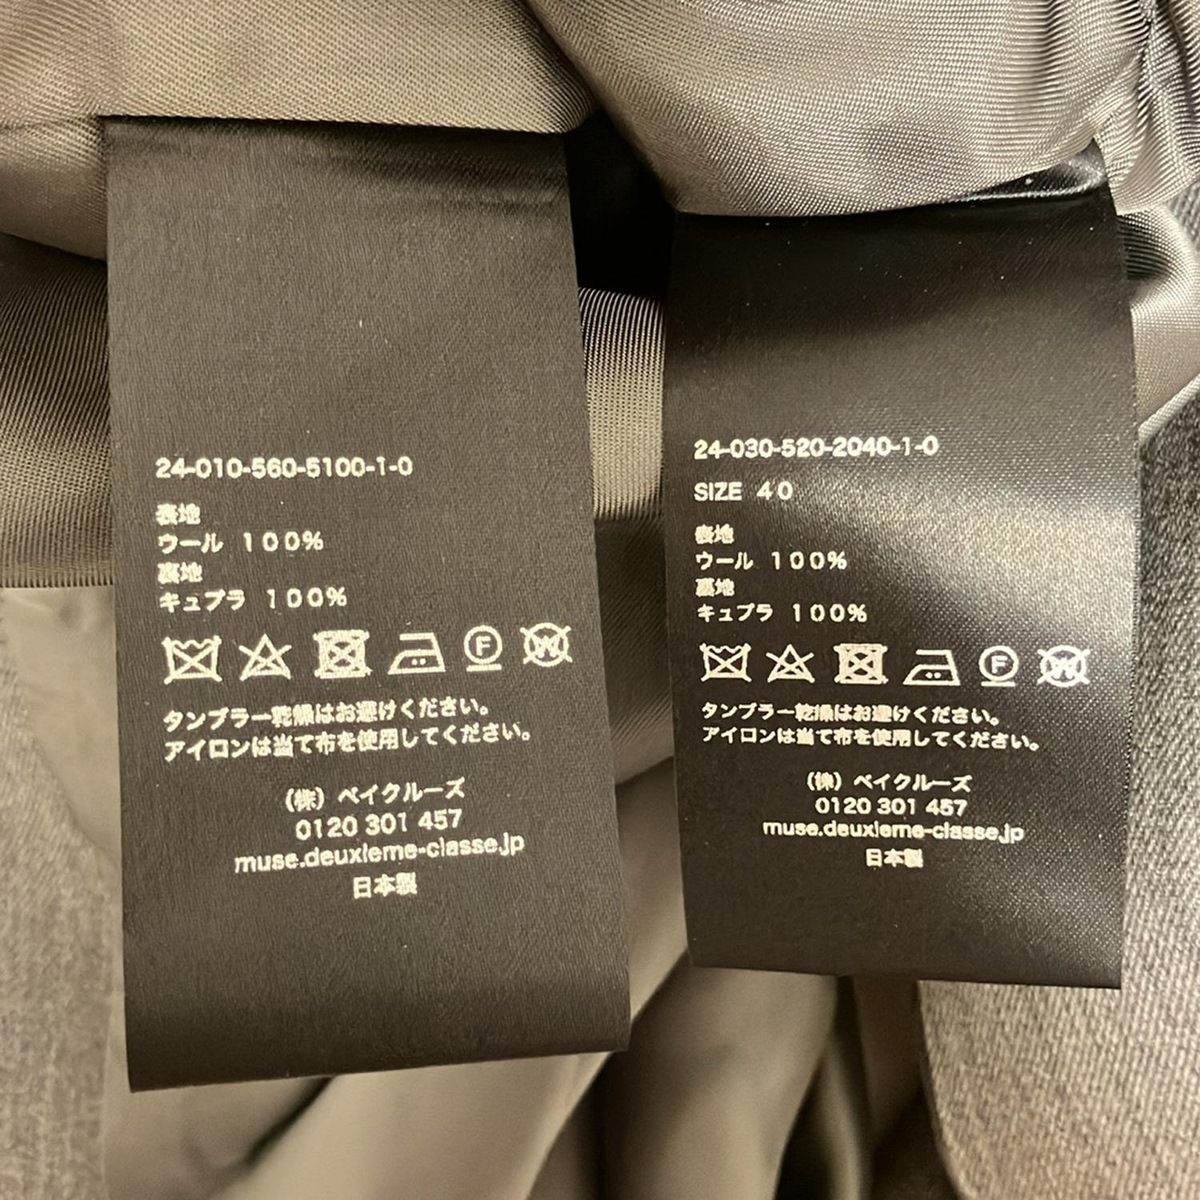 24-010-560-5100-1-0
表地
ウール 100%
裏地
キュプラ 100%
W
F
タンブラー乾燥はお避けください。
アイロンは当て布を使用してください。
(株) ベイクルーズ
0120 301 457
muse.deuxieme-classe.jp
日本製
24-030-520-2040-1-0
SIZE 40
表地
ウール 100%
裏地
キュプラ 100%
F
W
タンブラー乾燥はお避けください。
アイロンは当て布を使用してください。
(株) ベイクルーズ
0120 301 457
muse.deuxieme-classe.jp
日本製